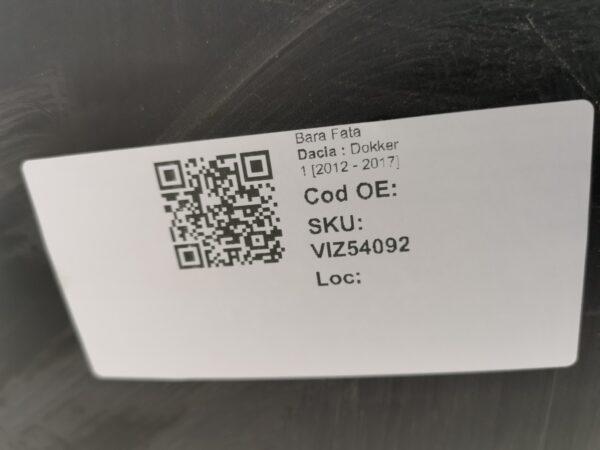 Bara Fata
Dacia : Dokker
1 [2012 - 2017]
Cod OE:
SKU:
VIZ54092
Loc: